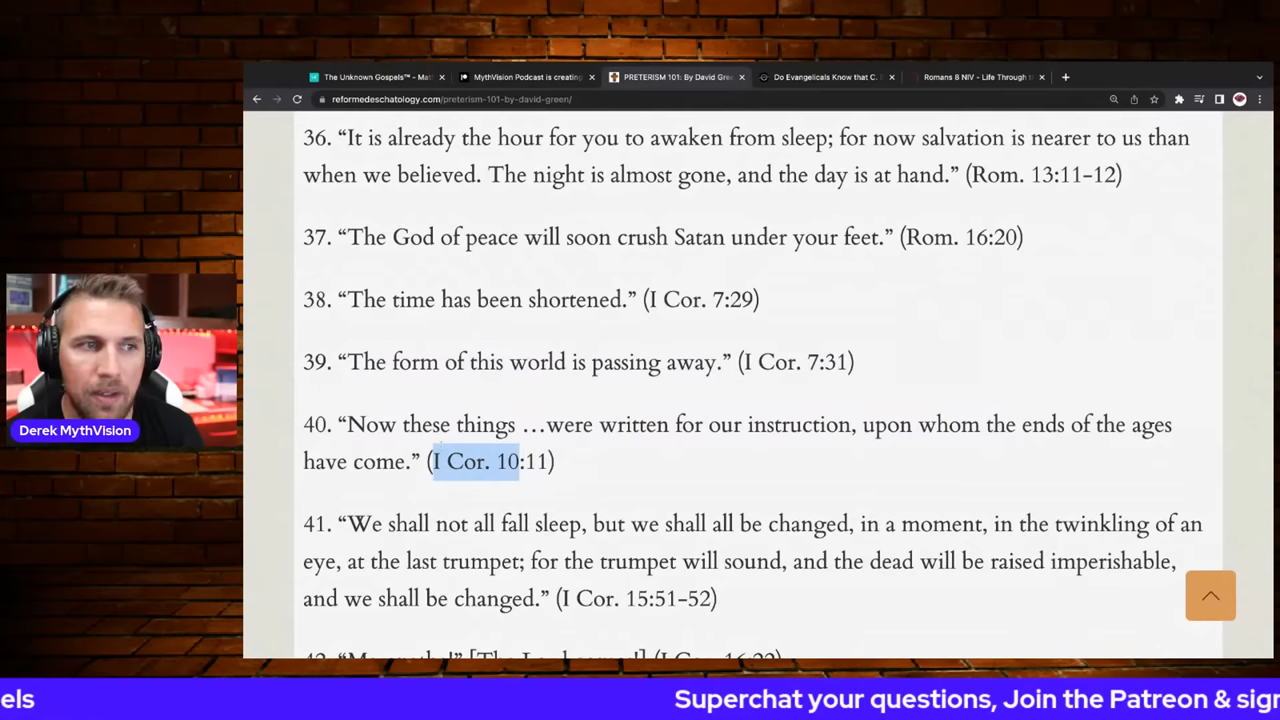 The Unknown Gospels™ - Mat
MythVision Podcast is creating
PRETERISM 101: By David Gree
Do Evangelicals Know that C.
Romans 8 NIV - Life Through t
reformedeschatology.com/preterism-101-by-david-green/
36. “It is already the hour for you to awaken from sleep; for now salvation is nearer to us than
when we believed. The night is almost gone, and the day is at hand.” (Rom. 13:11-12)
37. “The God of peace will soon crush Satan under your feet.” (Rom. 16:20)
38. “The time has been shortened.” (I Cor. 7:29)
39. “The form of this world is passing away.” (I Cor. 7:31)
40. “Now these things …were written for our instruction, upon whom the ends of the ages
have come.” (I Cor. 10:11)
41. “We shall not all fall sleep, but we shall all be changed, in a moment, in the twinkling of an
eye, at the last trumpet; for the trumpet will sound, and the dead will be raised imperishable,
and we shall be changed.” (I Cor. 15:51-52)
Derek MythVision
els
Superchat your questions, Join the Patreon & sign